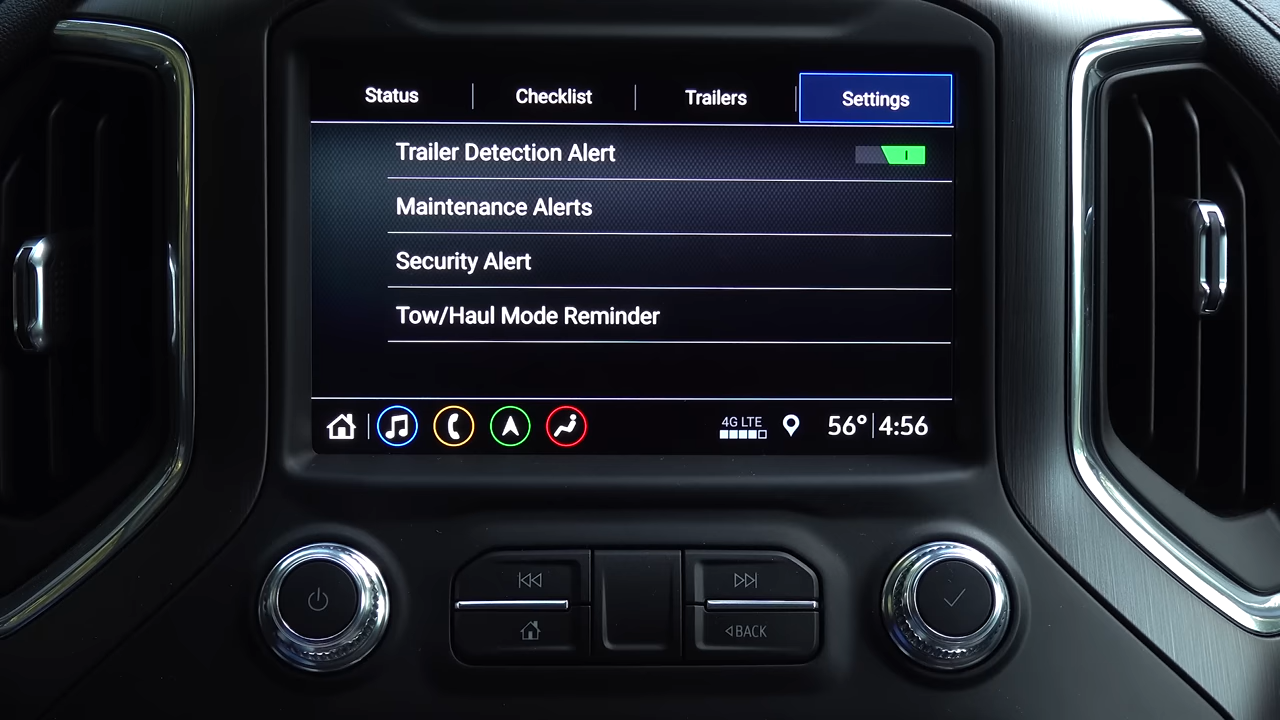 Status Checklist Trailers Settings
Trailer Detection Alert
Maintenance Alerts
Security Alert
Tow/Haul Mode Reminder
4G LTE 56° 4:56
BACK